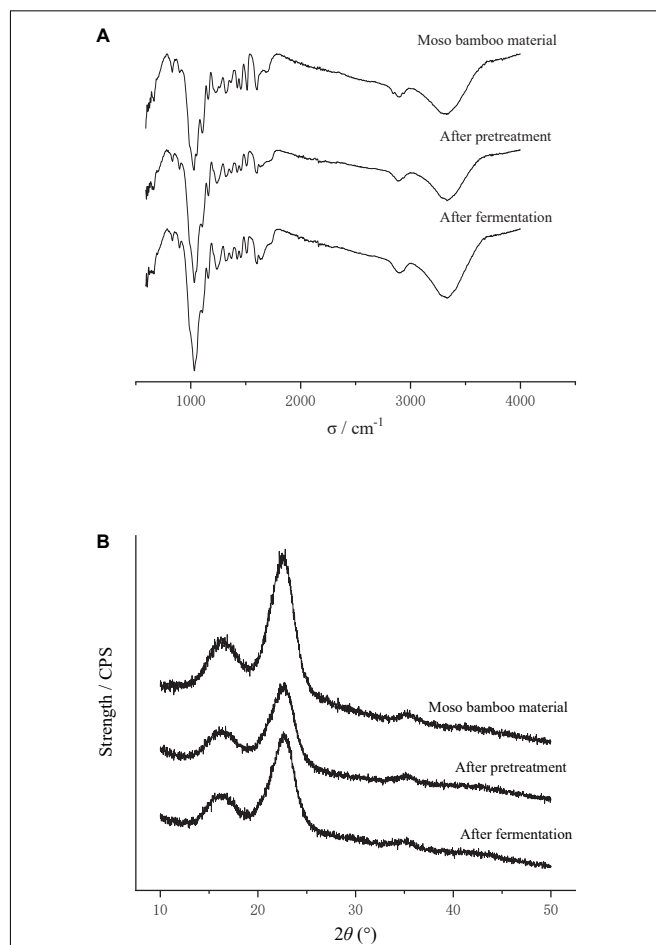 A
Moso bamboo material
After pretreatment
After fermentation
1000 2000 3000 4000
σ / cm⁻¹
B
Strength / CPS
Moso bamboo material
After pretreatment
After fermentation
10 20 30 40 50
2θ (°)